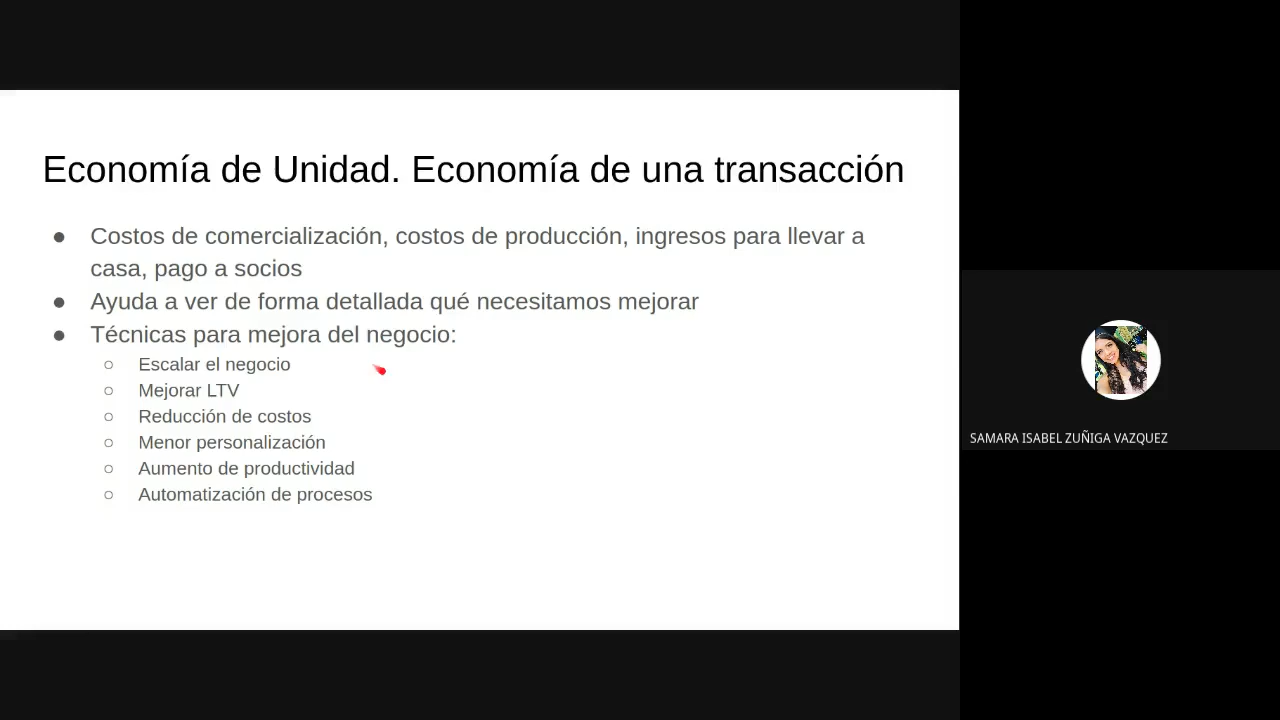 Economía de Unidad. Economía de una transacción
● Costos de comercialización, costos de producción, ingresos para llevar a
casa, pago a socios
● Ayuda a ver de forma detallada qué necesitamos mejorar
● Técnicas para mejora del negocio:
○ Escalar el negocio
○ Mejorar LTV
○ Reducción de costos
○ Menor personalización
○ Aumento de productividad
○ Automatización de procesos
SAMARA ISABEL ZUÑIGA VAZQUEZ